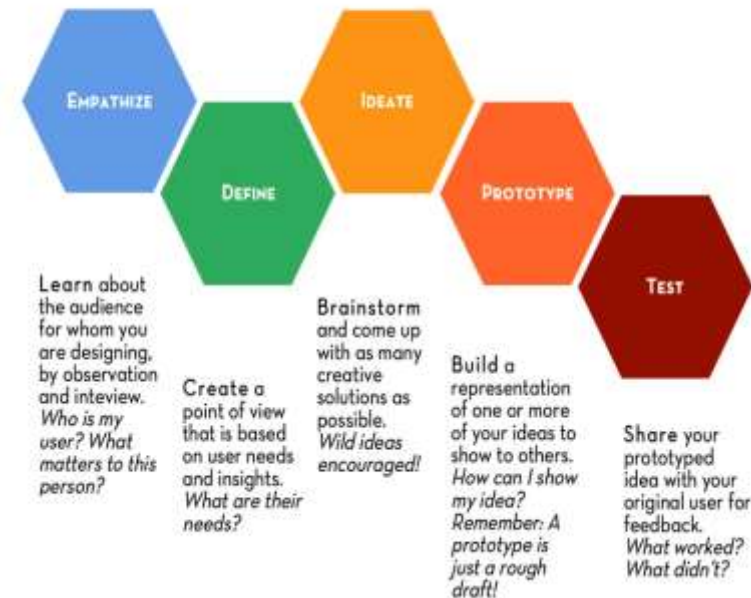 EMPATHIZE
DEFINE
IDEATE
PROTOTYPE
TEST
Learn about
the audience
for whom you
are designing,
by observation
and inteview.
Who is my
user? What
matters to this
person?
Create a
point of view
that is based
on user needs
and insights.
What are their
needs?
Brainstorm
and come up
with as many
creative
solutions as
possible.
Wild ideas
encouraged!
Build a
representation
of one or more
of your ideas to
show to others.
How can I show
my idea?
Remember: A
prototype is
just a rough
draft!
Share your
prototyped
idea with your
original user for
feedback.
What worked?
What didn't?